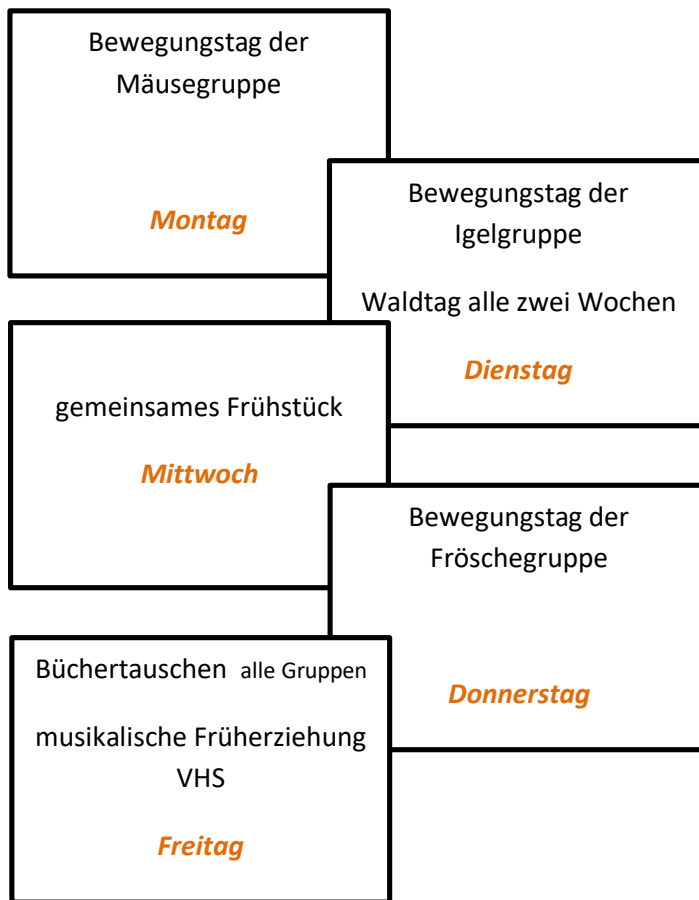 Bewegungstag der
Mäusegruppe
Montag
Bewegungstag der
Igelgruppe
Waldtag alle zwei Wochen
Dienstag
gemeinsames Frühstück
Mittwoch
Bewegungstag der
Fröschegruppe
Donnerstag
Büchertauschen alle Gruppen
musikalische Früherziehung
VHS
Freitag